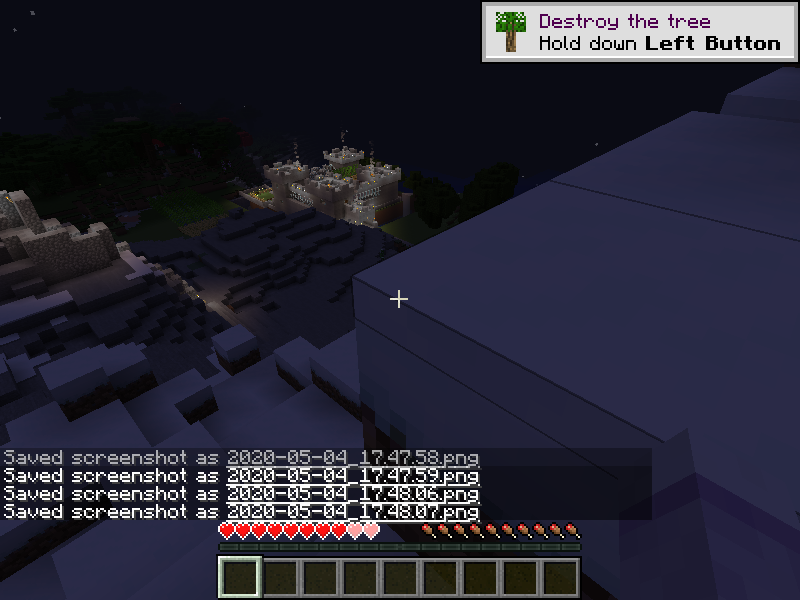 Destroy the tree
Hold down Left Button
Saved screenshot as 2020-05-04_17.47.58.png
Saved screenshot as 2020-05-04_17.47.59.png
Saved screenshot as 2020-05-04_17.48.06.png
Saved screenshot as 2020-05-04_17.48.07.png